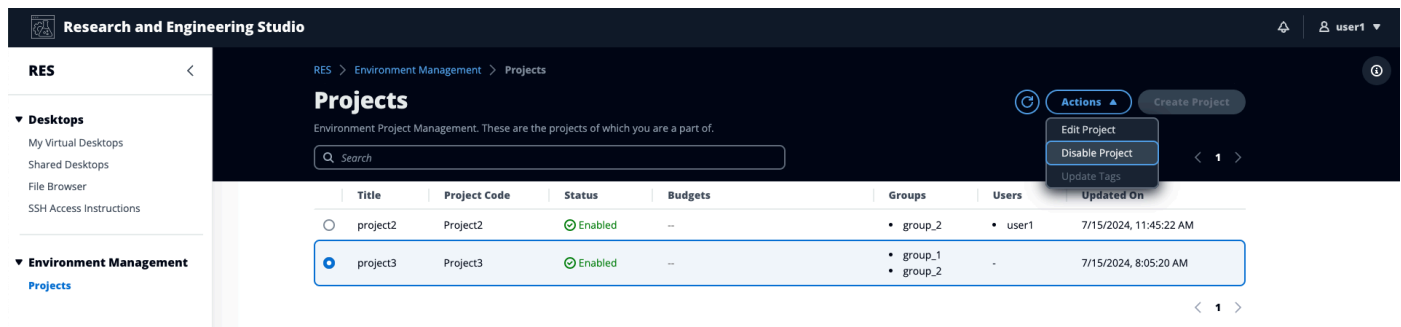 Research and Engineering Studio
user1
RES
RES > Environment Management > Projects
Projects
Actions
Create Project
Environment Project Management. These are the projects of which you are a part of.
Edit Project
Disable Project
Update Tags
Search
< 1 >
Desktops
My Virtual Desktops
Shared Desktops
File Browser
SSH Access Instructions
Environment Management
Projects
Title Project Code Status Budgets Groups Users Updated On
project2 Project2 Enabled -- • group_2 • user1 7/15/2024, 11:45:22 AM
project3 Project3 Enabled -- • group_1 - 7/15/2024, 8:05:20 AM
• group_2
< 1 >